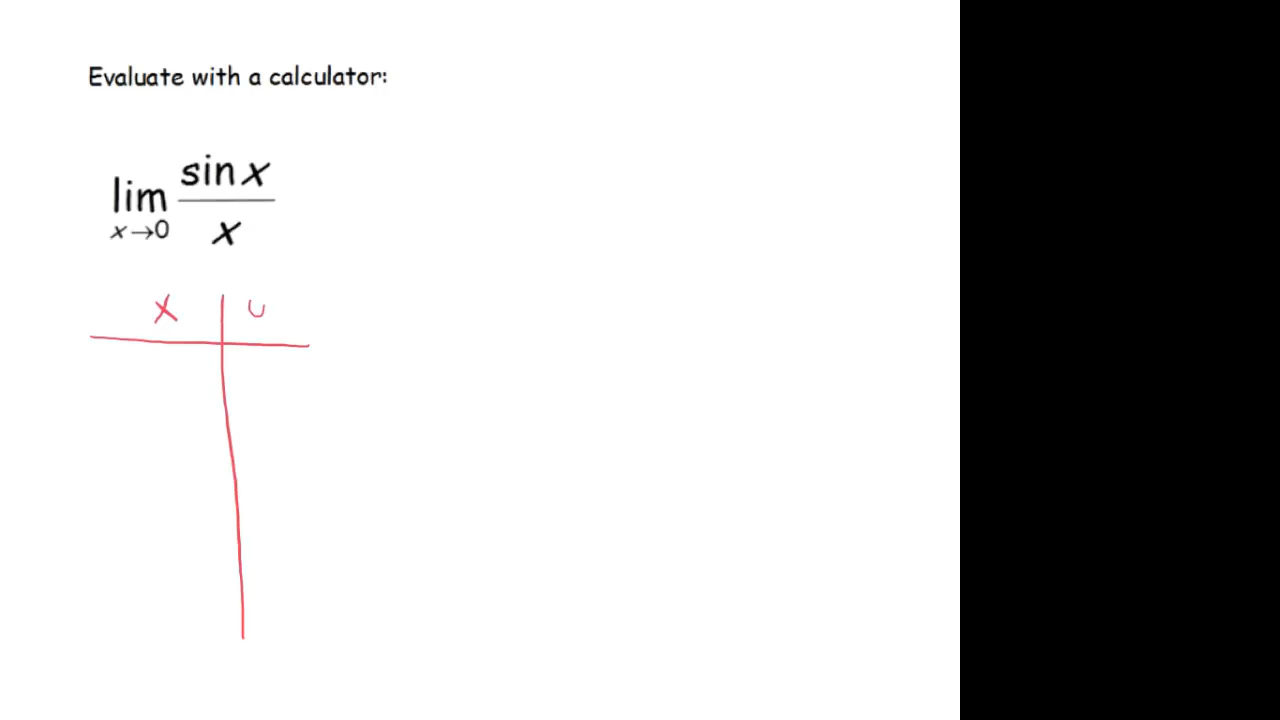 Evaluate with a calculator:
lim x→0 sin x / x
X